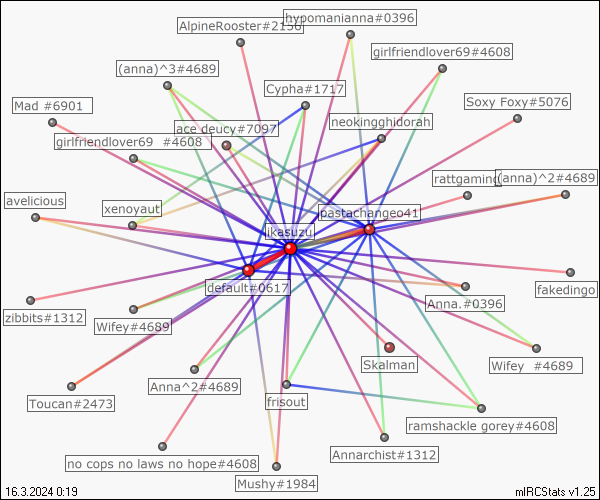 AlpineRooster#2156
hypomanianna#0396
girlfriendlover69#4608
(anna)^3#4689
Cypha#1717
Mad #6901
Soxy Foxy#5076
ace deucy#7097
neokingghidorah
girlfriendlover69  #4608
rattgaming
(anna)^2#4689
avelicious
xenoyaut
pastachangeo41
ikasuzu
default#0617
fakedingo
zibbits#1312
Wifey#4689
Anna.#0396
Skalman
Wifey  #4689
Toucan#2473
Anna^2#4689
frisout
ramshackle gorey#4608
no cops no laws no hope#4608
Annarchist#1312
Mushy#1984
16.3.2024 0:19
mIRCStats v1.25